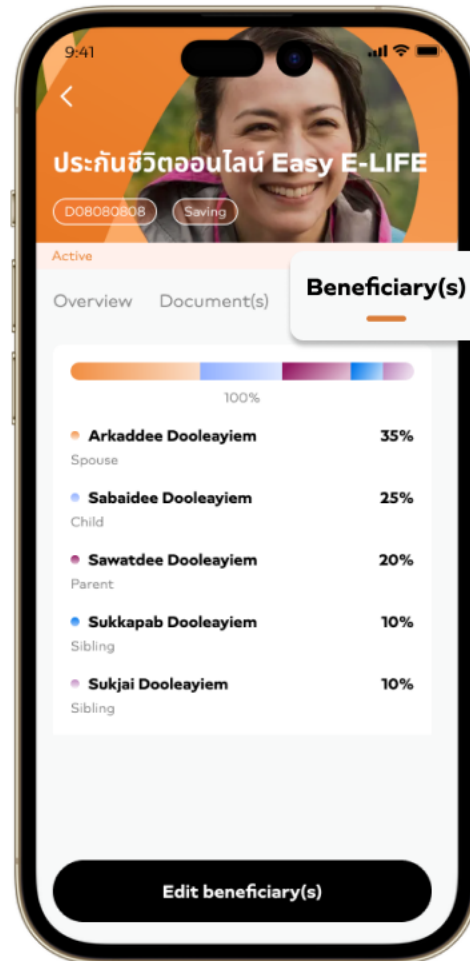 9:41
ประกันชีวิตออนไลน์ Easy E-LIFE
D08080808 Saving
Active
Overview Document(s) Beneficiary(s)
100%
Arkaddee Dooleayiem 35%
Spouse
Sabaidee Dooleayiem 25%
Child
Sawatdee Dooleayiem 20%
Parent
Sukkapab Dooleayiem 10%
Sibling
Sukjai Dooleayiem 10%
Sibling
Edit beneficiary(s)